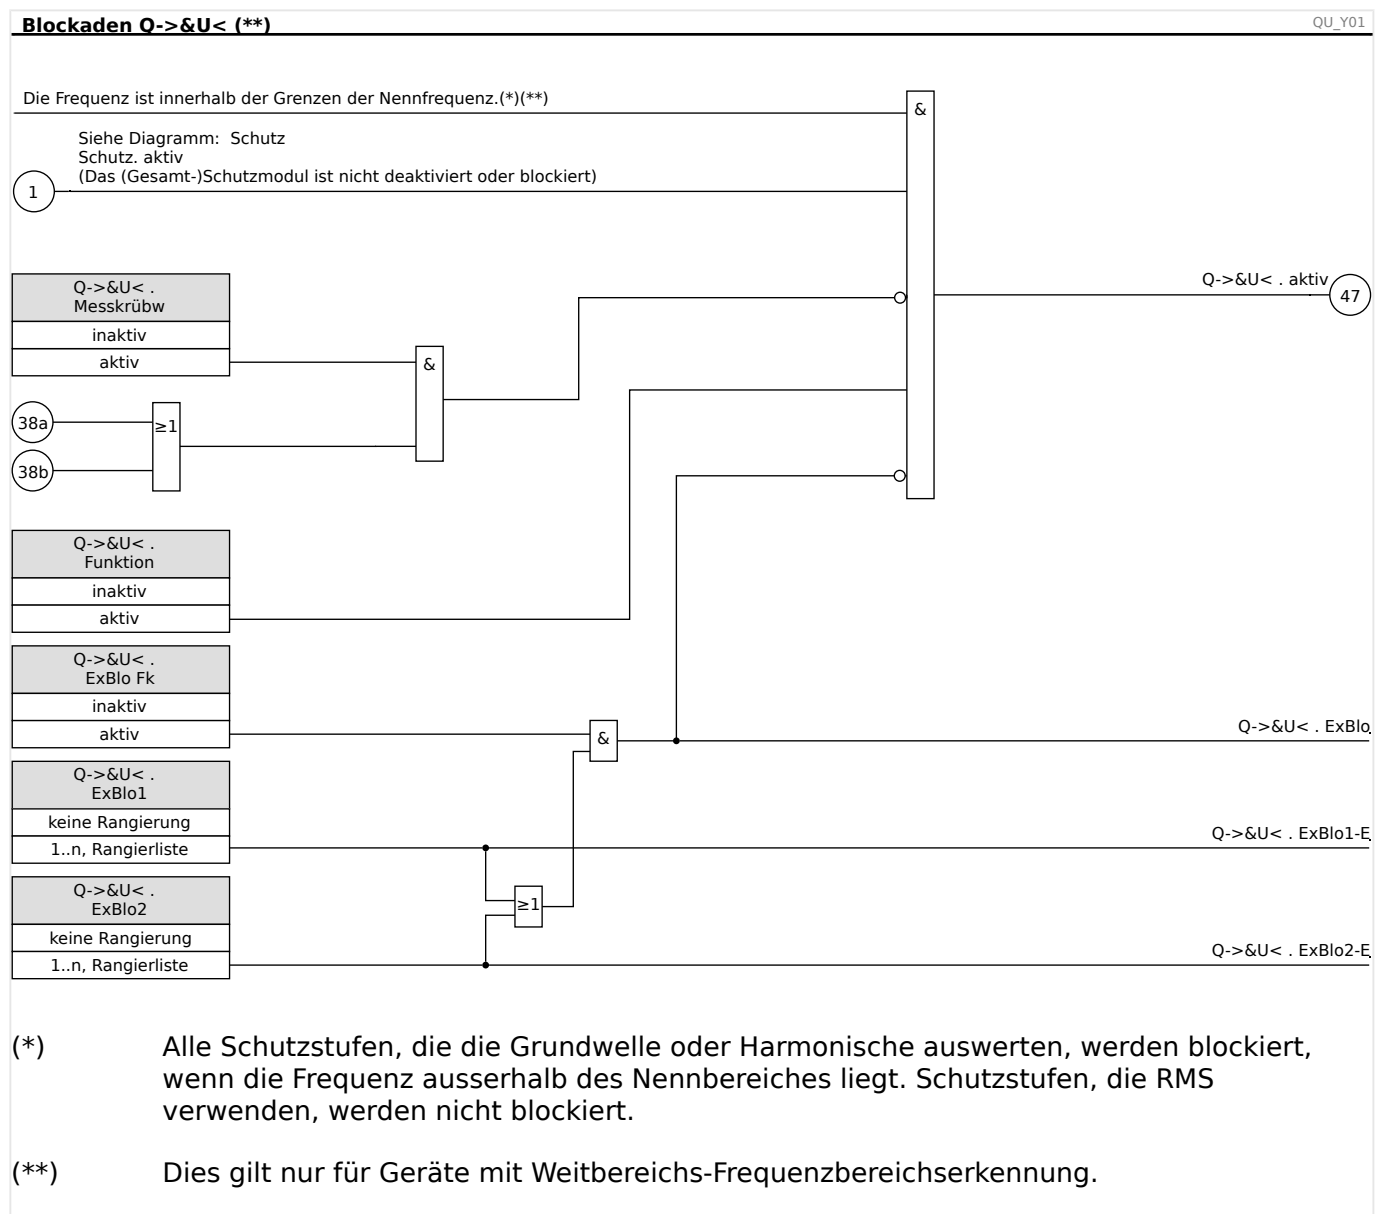 Blockaden Q->&U< (**)
QU_Y01
Die Frequenz ist innerhalb der Grenzen der Nennfrequenz.(*)(**)
&
Siehe Diagramm: Schutz
Schutz. aktiv
(Das (Gesamt-)Schutzmodul ist nicht deaktiviert oder blockiert)
1
Q->&U< .
Messkrübw
inaktiv
aktiv
&
Q->&U< . aktiv
47
38a
≥1
38b
Q->&U< .
Funktion
inaktiv
aktiv
Q->&U< .
ExBlo Fk
inaktiv
aktiv
&
Q->&U< . ExBlo
Q->&U< .
ExBlo1
keine Rangierung
1..n, Rangierliste
Q->&U< . ExBlo1-E
≥1
Q->&U< .
ExBlo2
keine Rangierung
1..n, Rangierliste
Q->&U< . ExBlo2-E
(*) Alle Schutzstufen, die die Grundwelle oder Harmonische auswerten, werden blockiert,
wenn die Frequenz ausserhalb des Nennbereiches liegt. Schutzstufen, die RMS
verwenden, werden nicht blockiert.
(**) Dies gilt nur für Geräte mit Weitbereichs-Frequenzbereichserkennung.